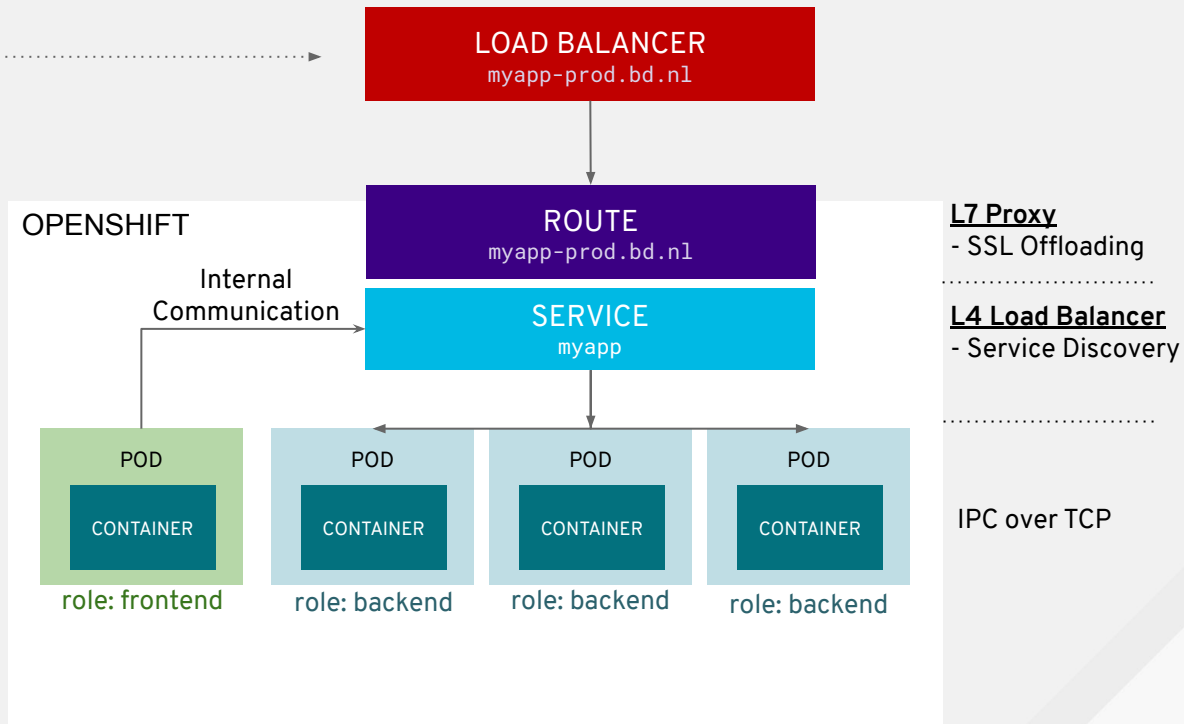 LOAD BALANCER
myapp-prod.bd.nl
OPENSHIFT
ROUTE
myapp-prod.bd.nl
L7 Proxy
- SSL Offloading
Internal
Communication
SERVICE
myapp
L4 Load Balancer
- Service Discovery
POD
POD
POD
POD
CONTAINER
CONTAINER
CONTAINER
CONTAINER
IPC over TCP
role: frontend
role: backend
role: backend
role: backend